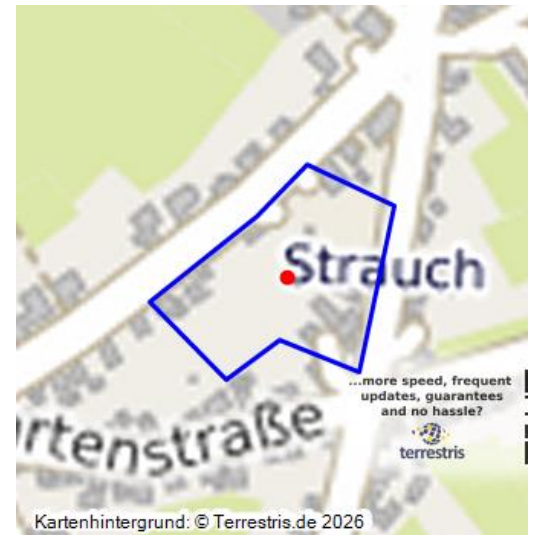 Strauch
...more speed, frequent
updates, guarantees
and no hassle?
terrestris
rtenstraße
Kartenhintergrund: © Terrestris.de 2026